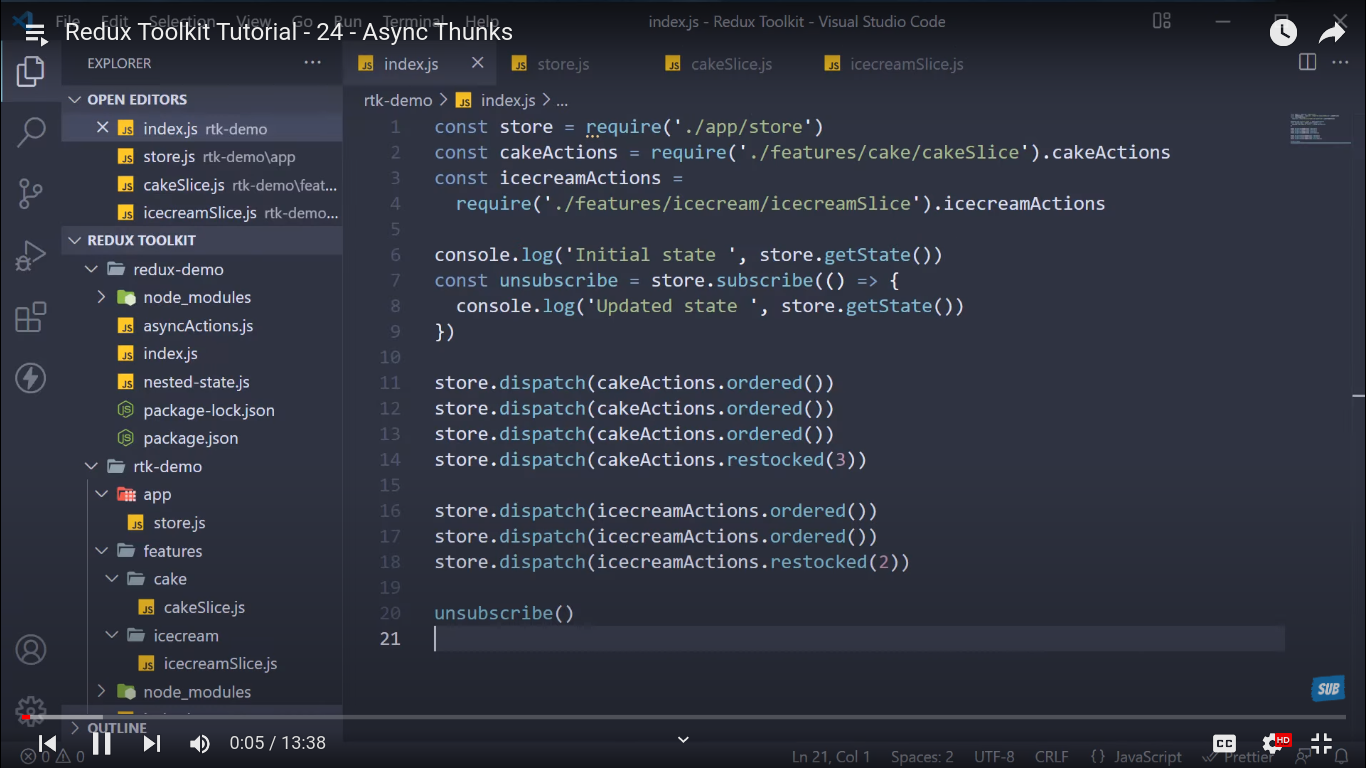 File Edit Selection View Go Run Terminal Help
index.js - Redux Toolkit - Visual Studio Code
Redux Toolkit Tutorial - 24 - Async Thunks
EXPLORER
OPEN EDITORS
index.js rtk-demo
store.js rtk-demo\app
cakeSlice.js rtk-demo\feat...
icecreamSlice.js rtk-demo...
REDUX TOOLKIT
redux-demo
node_modules
asyncActions.js
index.js
nested-state.js
package-lock.json
package.json
rtk-demo
app
store.js
features
cake
cakeSlice.js
icecream
icecreamSlice.js
node_modules
OUTLINE
index.js
store.js
cakeSlice.js
icecreamSlice.js
rtk-demo > JS index.js > ...
1 const store = require('./app/store')
2 const cakeActions = require('./features/cake/cakeSlice').cakeActions
3 const icecreamActions =
4 require('./features/icecream/icecreamSlice').icecreamActions
5
6 console.log('Initial state ', store.getState())
7 const unsubscribe = store.subscribe(() => {
8 console.log('Updated state ', store.getState())
9 })
10
11 store.dispatch(cakeActions.ordered())
12 store.dispatch(cakeActions.ordered())
13 store.dispatch(cakeActions.ordered())
14 store.dispatch(cakeActions.restocked(3))
15
16 store.dispatch(icecreamActions.ordered())
17 store.dispatch(icecreamActions.ordered())
18 store.dispatch(icecreamActions.restocked(2))
19
20 unsubscribe()
21
SUB
0:05 / 13:38
CC
HD
0 0
Ln 21, Col 1 Spaces: 2 UTF-8 CRLF {} JavaScript Prettier